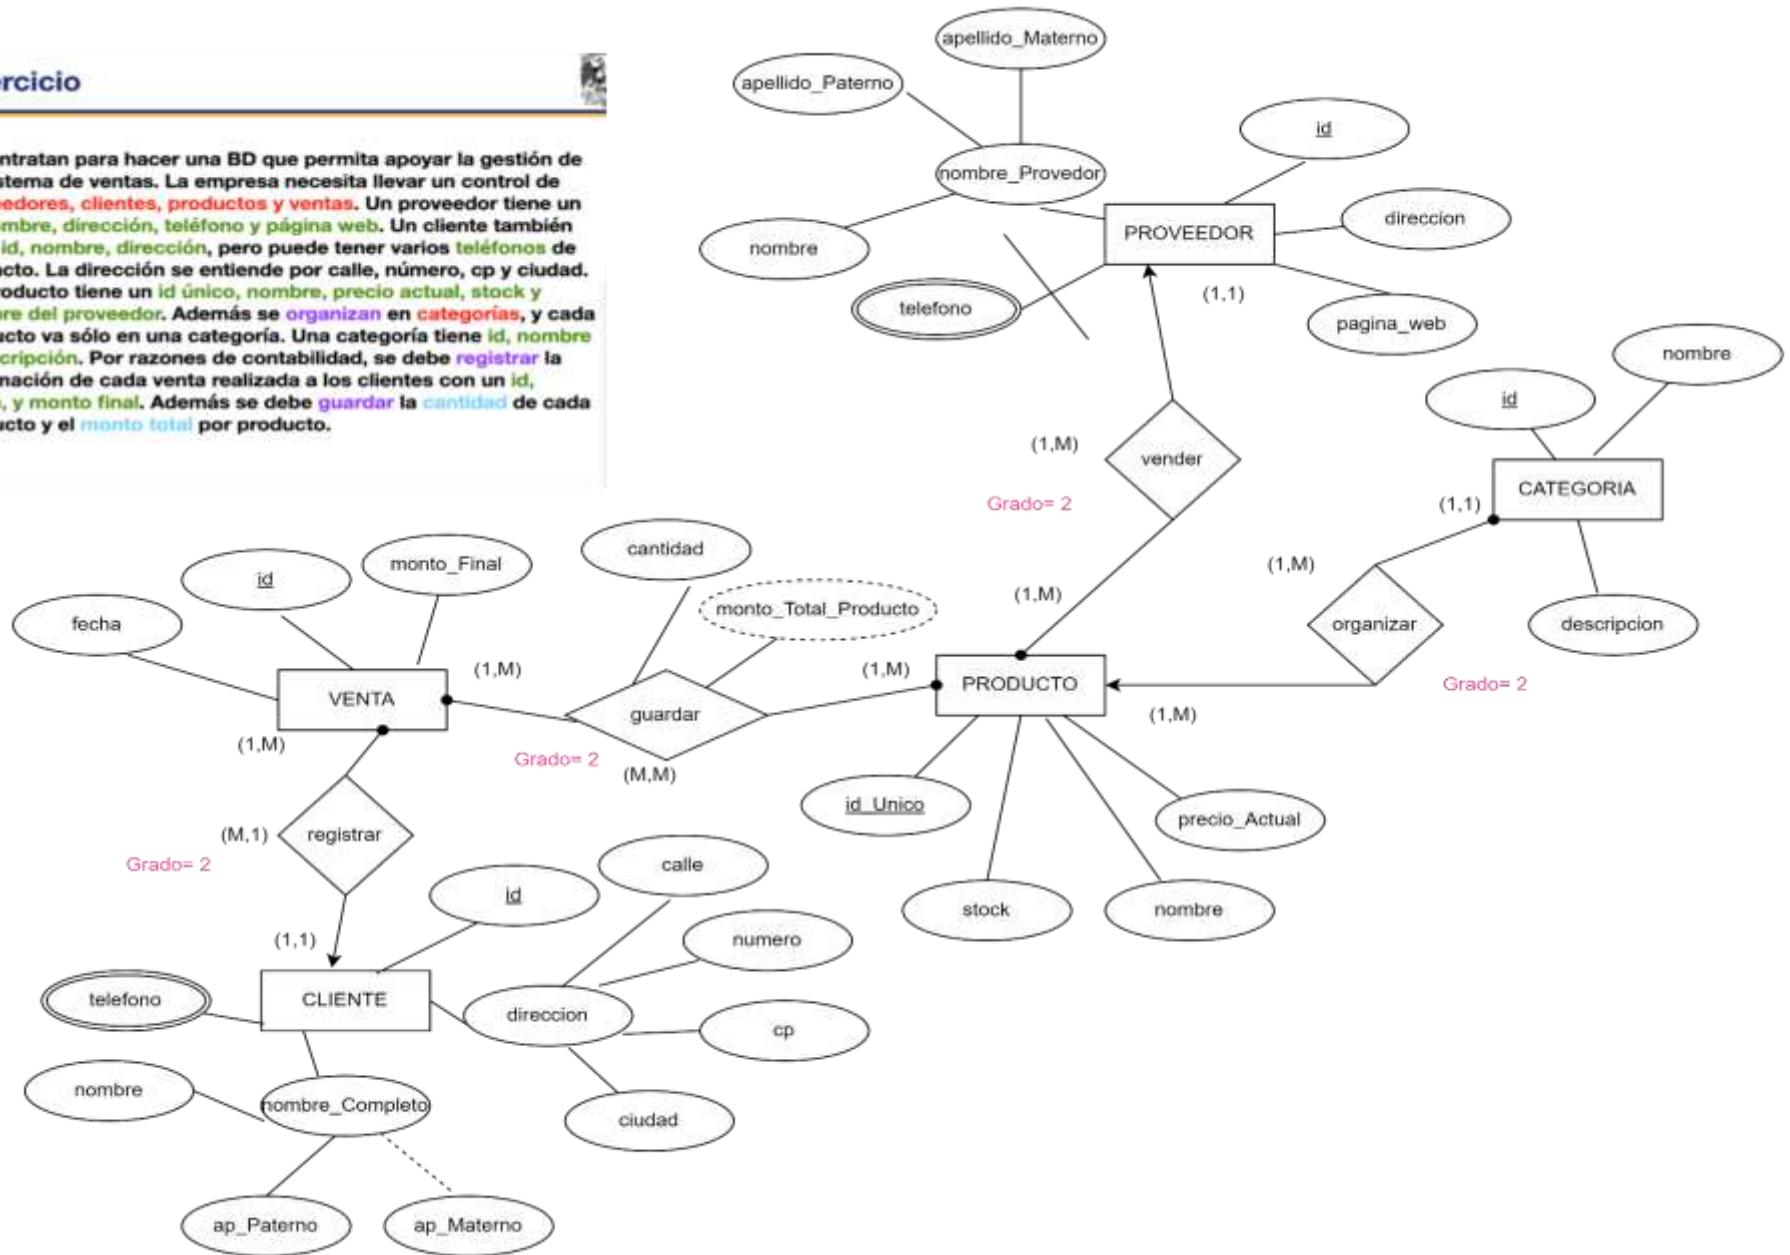 rcicio
ntratan para hacer una BD que permita apoyar la gestión de
stema de ventas. La empresa necesita llevar un control de
edores, clientes, productos y ventas. Un proveedor tiene un
mbre, dirección, teléfono y página web. Un cliente también
id, nombre, dirección, pero puede tener varios teléfonos de
cto. La dirección se entiende por calle, número, cp y ciudad.
roducto tiene un id único, nombre, precio actual, stock y
re del proveedor. Además se organizan en categorías, y cada
ucto va sólo en una categoría. Una categoría tiene id, nombre
cripción. Por razones de contabilidad, se debe registrar la
mación de cada venta realizada a los clientes con un id,
, y monto final. Además se debe guardar la cantidad de cada
ucto y el monto total por producto.
apellido_Materno
apellido_Paterno
id
nombre_Provedor
direccion
PROVEEDOR
nombre
telefono
(1,1)
pagina_web
nombre
id
(1,M)
vender
CATEGORIA
Grado= 2
(1,1)
cantidad
monto_Final
id
(1,M)
(1,M)
monto_Total_Producto
fecha
organizar
descripcion
(1,M)
(1,M)
PRODUCTO
Grado= 2
VENTA
guardar
(1,M)
(1,M)
Grado= 2
(M,M)
id_Unico
precio_Actual
(M,1)
registrar
Grado= 2
calle
id
stock
nombre
(1,1)
numero
telefono
CLIENTE
direccion
cp
nombre
nombre_Completo
ciudad
ap_Paterno
ap_Materno